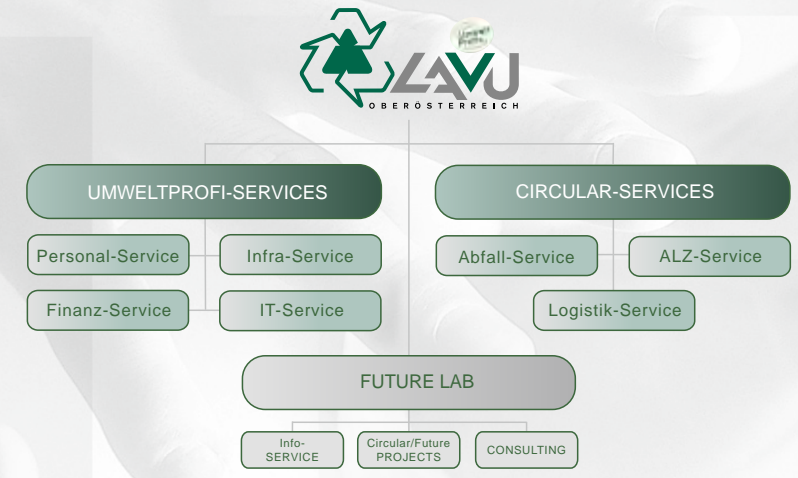 LAVU
OBERÖSTERREICH
UMWELTPROFI-SERVICES
CIRCULAR-SERVICES
Personal-Service
Infra-Service
Abfall-Service
ALZ-Service
Finanz-Service
IT-Service
Logistik-Service
FUTURE LAB
Info-
SERVICE
Circular/Future
PROJECTS
CONSULTING